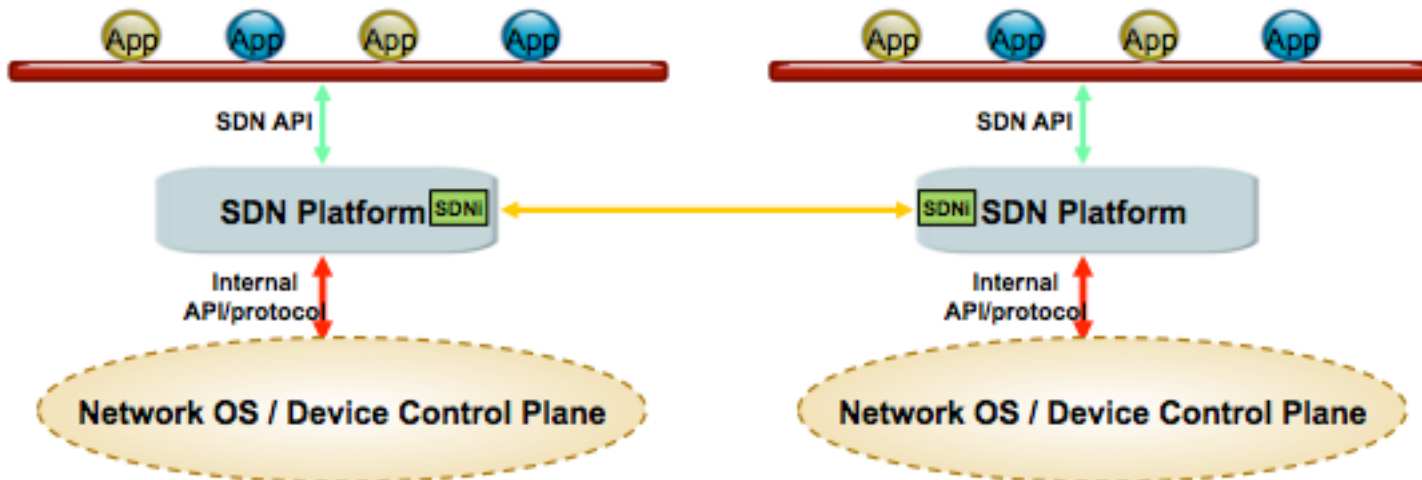 App App App App
App App App App
SDN API
SDN API
SDN Platform SDNi
SDNi SDN Platform
Internal
API/protocol
Internal
API/protocol
Network OS / Device Control Plane
Network OS / Device Control Plane